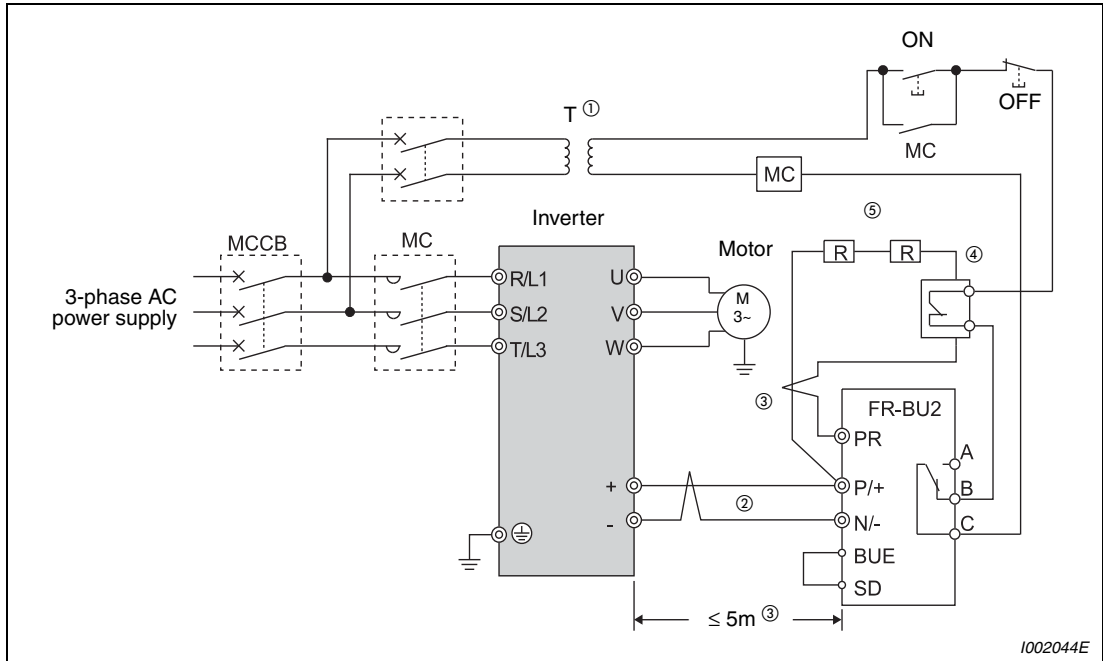 ON
OFF
T ①
MC
MC
Inverter
⑤
MCCB
MC
Motor
R
R
④
3-phase AC
power supply
R/L1
S/L2
T/L3
U
V
W
M
3~
③
FR-BU2
PR
A
P/+
B
N/-
C
+
-
②
BUE
SD
≤ 5m ③
I002044E